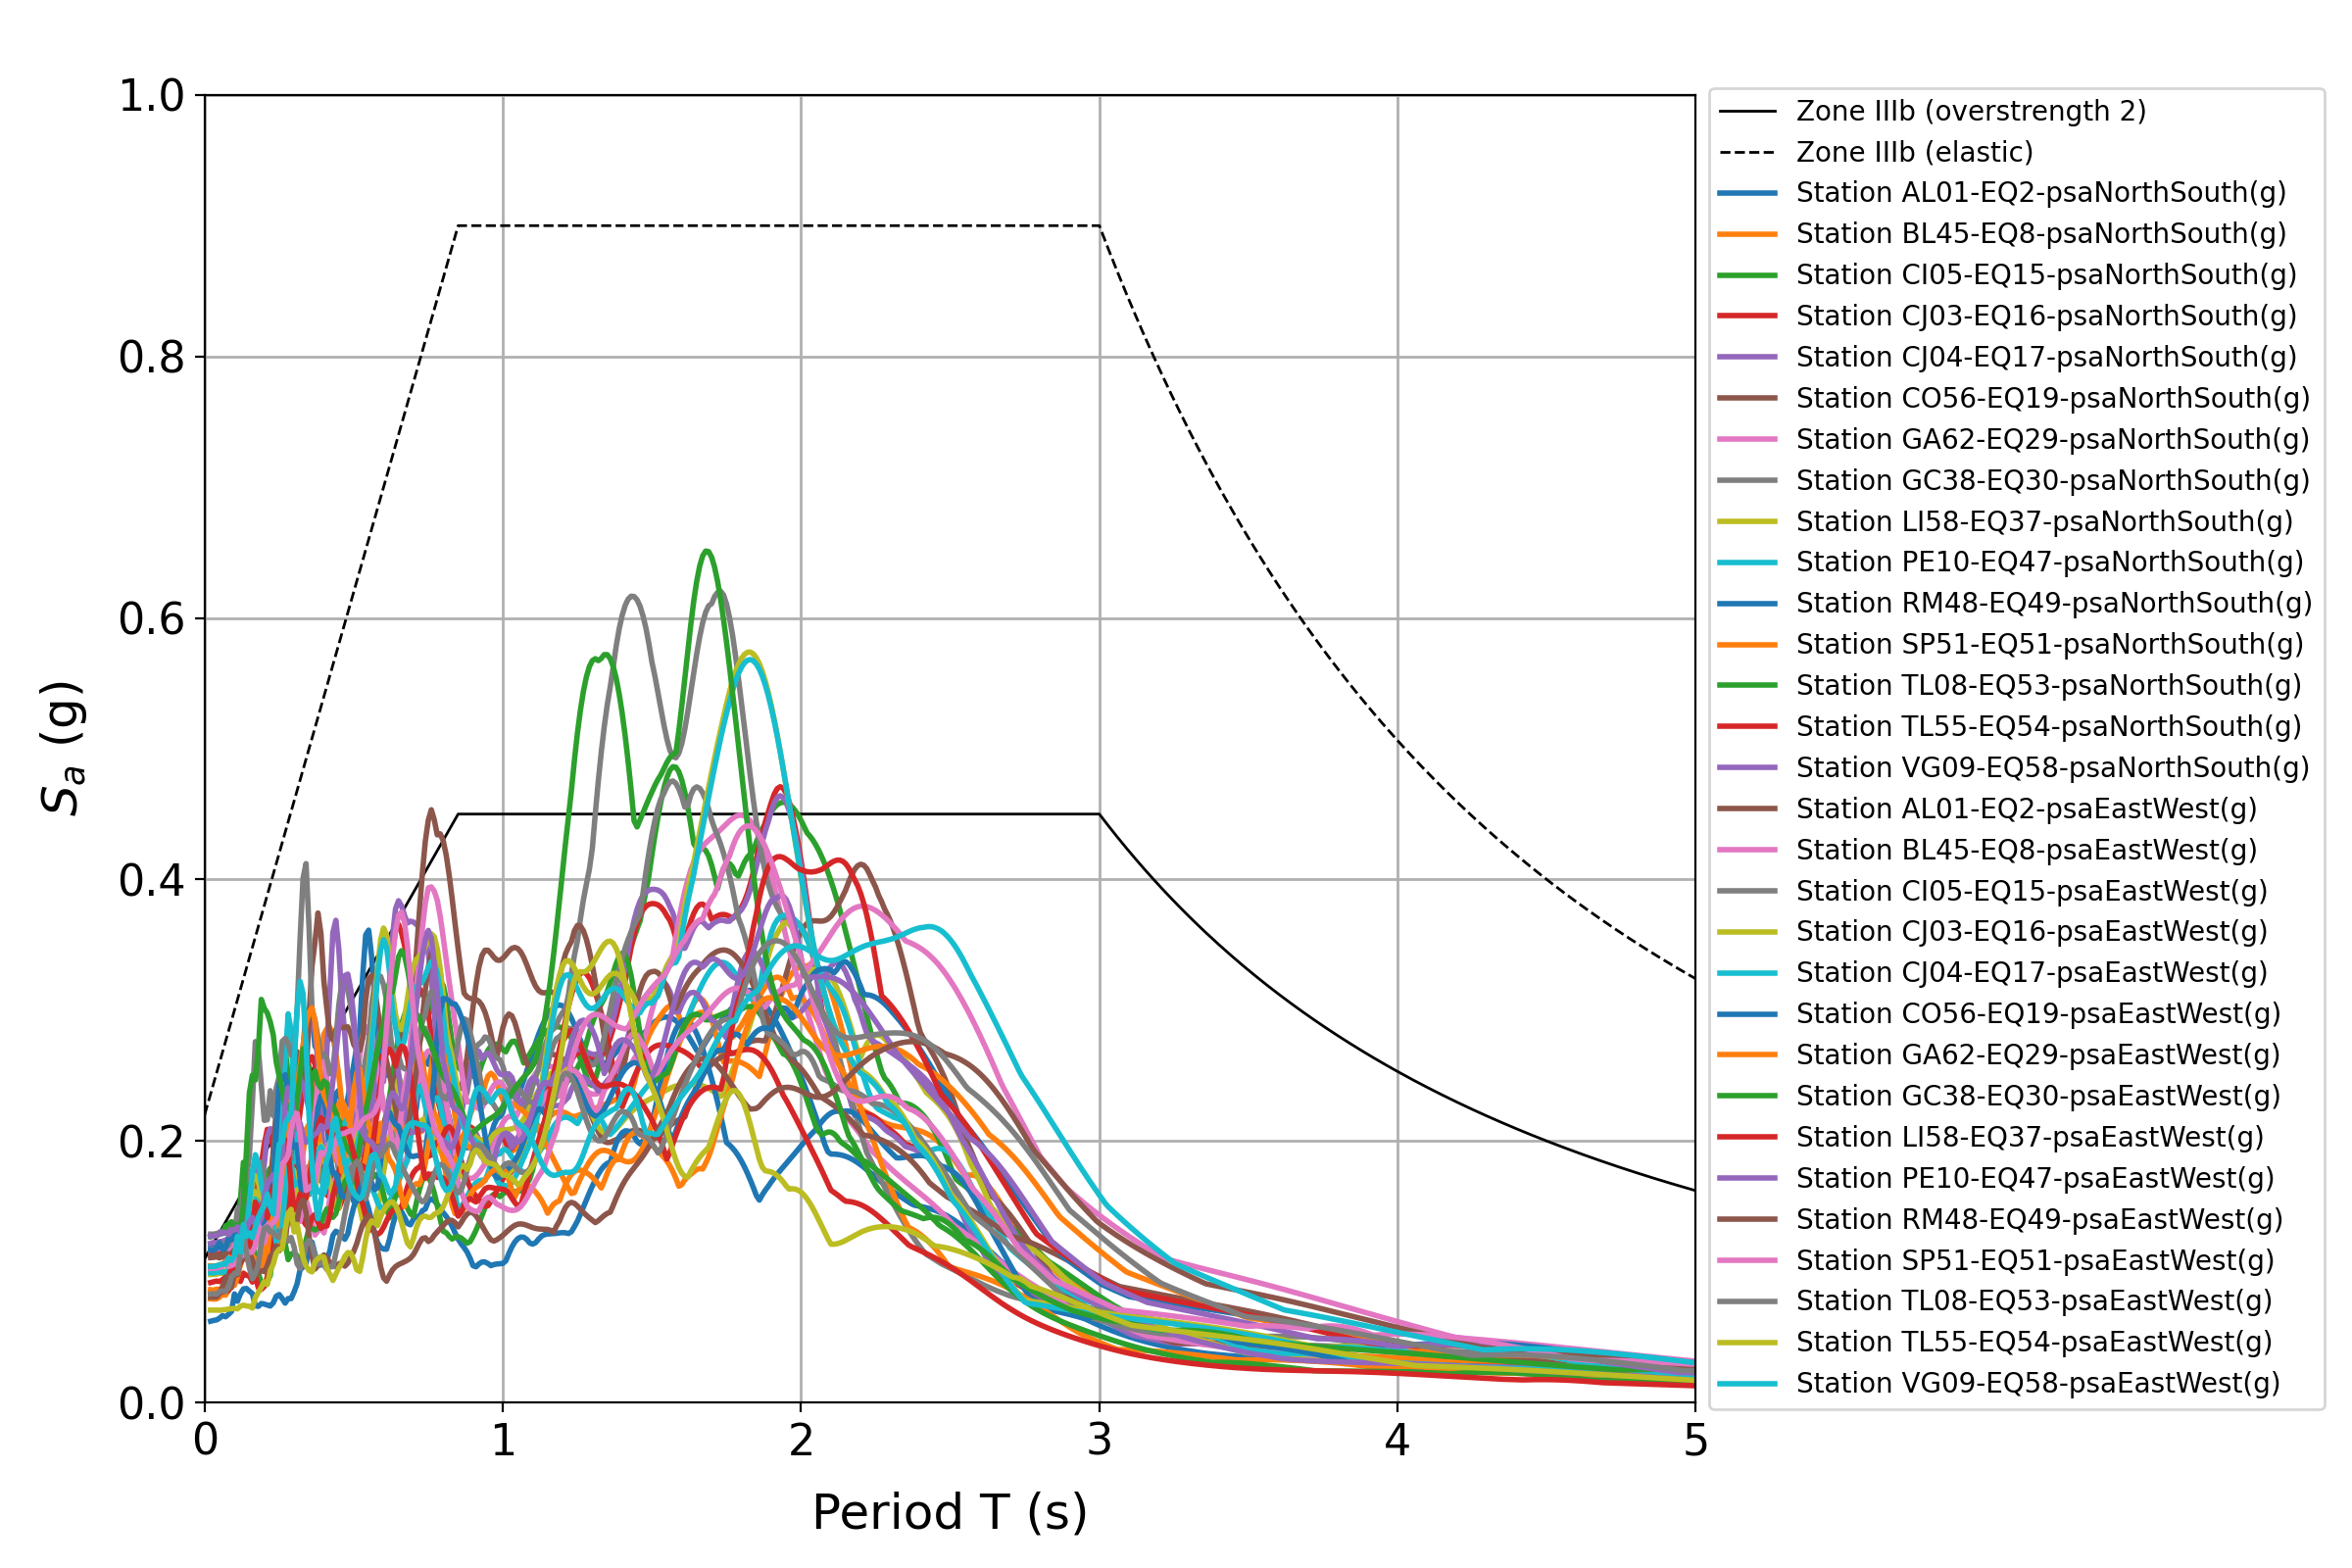 1.0
0.8
0.6
0.4
0.2
0.0
0
1
2
3
4
5
Sa (g)
Period T (s)
Zone IIIb (overstrength 2)
Zone IIIb (elastic)
Station AL01-EQ2-psaNorthSouth(g)
Station BL45-EQ8-psaNorthSouth(g)
Station CI05-EQ15-psaNorthSouth(g)
Station CJ03-EQ16-psaNorthSouth(g)
Station CJ04-EQ17-psaNorthSouth(g)
Station CO56-EQ19-psaNorthSouth(g)
Station GA62-EQ29-psaNorthSouth(g)
Station GC38-EQ30-psaNorthSouth(g)
Station LI58-EQ37-psaNorthSouth(g)
Station PE10-EQ47-psaNorthSouth(g)
Station RM48-EQ49-psaNorthSouth(g)
Station SP51-EQ51-psaNorthSouth(g)
Station TL08-EQ53-psaNorthSouth(g)
Station TL55-EQ54-psaNorthSouth(g)
Station VG09-EQ58-psaNorthSouth(g)
Station AL01-EQ2-psaEastWest(g)
Station BL45-EQ8-psaEastWest(g)
Station CI05-EQ15-psaEastWest(g)
Station CJ03-EQ16-psaEastWest(g)
Station CJ04-EQ17-psaEastWest(g)
Station CO56-EQ19-psaEastWest(g)
Station GA62-EQ29-psaEastWest(g)
Station GC38-EQ30-psaEastWest(g)
Station LI58-EQ37-psaEastWest(g)
Station PE10-EQ47-psaEastWest(g)
Station RM48-EQ49-psaEastWest(g)
Station SP51-EQ51-psaEastWest(g)
Station TL08-EQ53-psaEastWest(g)
Station TL55-EQ54-psaEastWest(g)
Station VG09-EQ58-psaEastWest(g)